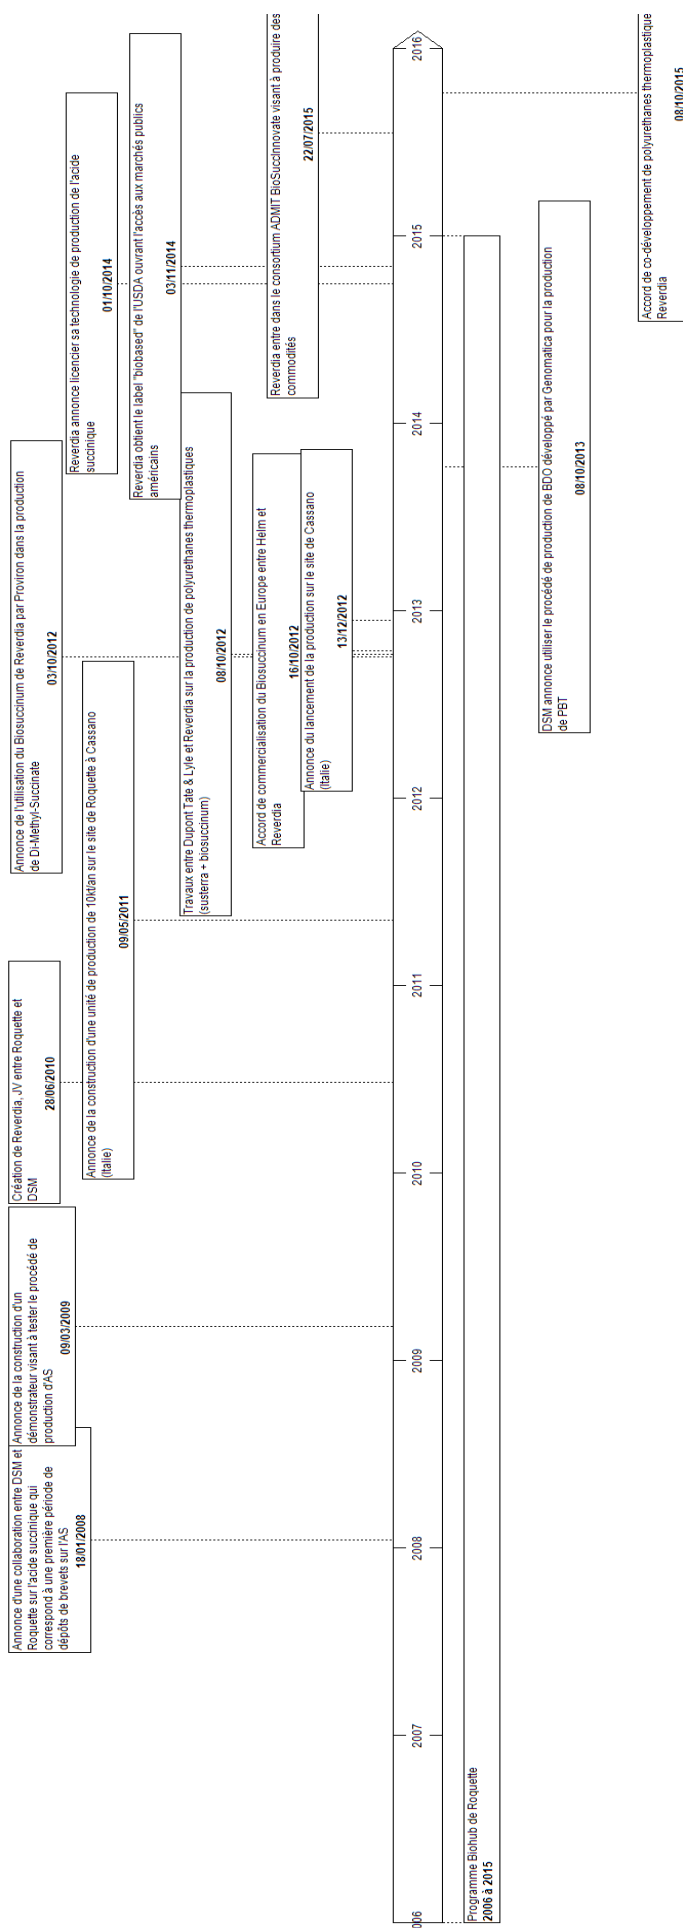 Annonce d'une collaboration entre DSM et
Roquette sur l'acide succinique qui
correspond à une première période de
dépôts de brevets sur l'AS
18/01/2008
Annonce de la construction d'un
démonstrateur visant à tester le procédé de
production d'AS
09/03/2009
Création de Reverdia, JV entre Roquette et
DSM
28/06/2010
Annonce de la construction d'une unité de production de 10kt/an sur le site de Roquette à Cassano
(Italie)
09/05/2011
Annonce de l'utilisation du Biosuccinum de Reverdia par Proviron dans la production
de Di-Methyl-Succinate
03/10/2012
Travaux entre Dupont Tate & Lyle et Reverdia sur la production de polyurethanes thermoplastiques
(susterra + biosuccinum)
08/10/2012
Accord de commercialisation du Biosuccinum en Europe entre Helm et
Reverdia
16/10/2012
Annonce du lancement de la production sur le site de Cassano
(Italie)
13/12/2012
Reverdia annonce licencier sa technologie de production de l'acide
succinique
01/10/2014
Reverdia obtient le label "biobased" de l'USDA ouvrant l'accès aux marchés publics
américains
03/11/2014
Reverdia entre dans le consortium ADMIT BioSuccInnovate visant à produire des
commodités
22/07/2015
006
2007
2008
2009
2010
2011
2012
2013
2014
2015
2016
Programme Biohub de Roquette
2006 à 2015
DSM annonce utiliser le procédé de production de BDO développé par Genomatica pour la production
de PBT
08/10/2013
Accord de co-développement de polyurethanes thermoplastique
Reverdia
08/10/2015